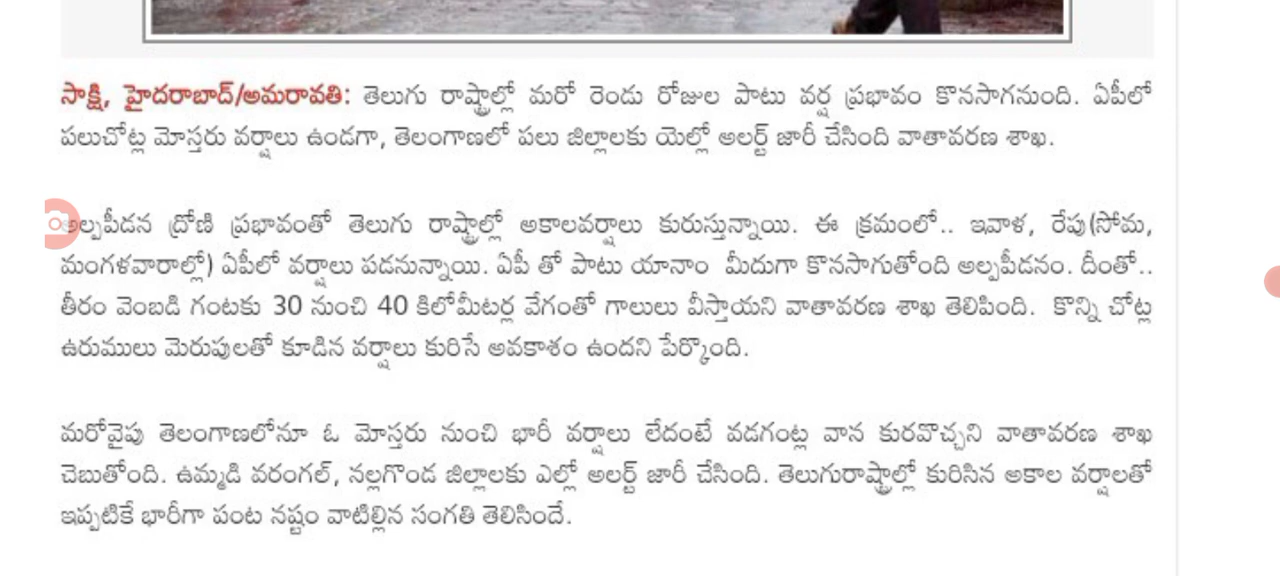 సాక్షి, హైదరాబాద్/అమరావతి: తెలుగు రాష్ట్రాల్లో మరో రెండు రోజుల పాటు వర్ష ప్రభావం కొనసాగనుంది. ఏపీలో
పలుచోట్ల మోస్తరు వర్షాలు ఉండగా, తెలంగాణలో పలు జిల్లాలకు యెల్లో అలర్ట్ జారీ చేసింది వాతావరణ శాఖ.
అల్పపీడన ద్రోణి ప్రభావంతో తెలుగు రాష్ట్రాల్లో అకాలవర్షాలు కురుస్తున్నాయి. ఈ క్రమంలో.. ఇవాళ, రేపు(సోమ,
మంగళవారాల్లో) ఏపీలో వర్షాలు పడనున్నాయి. ఏపీ తో పాటు యానాం మీదుగా కొనసాగుతోంది అల్పపీడనం. దీంతో..
తీరం వెంబడి గంటకు 30 నుంచి 40 కిలోమీటర్ల వేగంతో గాలులు వీస్తాయని వాతావరణ శాఖ తెలిపింది. కొన్ని చోట్ల
ఉరుములు మెరుపులతో కూడిన వర్షాలు కురిసే అవకాశం ఉందని పేర్కొంది.
మరోవైపు తెలంగాణలోనూ ఓ మోస్తరు నుంచి భారీ వర్షాలు లేదంటే వడగంట్ల వాన కురవొచ్చని వాతావరణ శాఖ
చెబుతోంది. ఉమ్మడి వరంగల్, నల్లగొండ జిల్లాలకు ఎల్లో అలర్ట్ జారీ చేసింది. తెలుగురాష్ట్రాల్లో కురిసిన అకాల వర్షాలతో
ఇప్పటికే భారీగా పంట నష్టం వాటిల్లిన సంగతి తెలిసిందే.